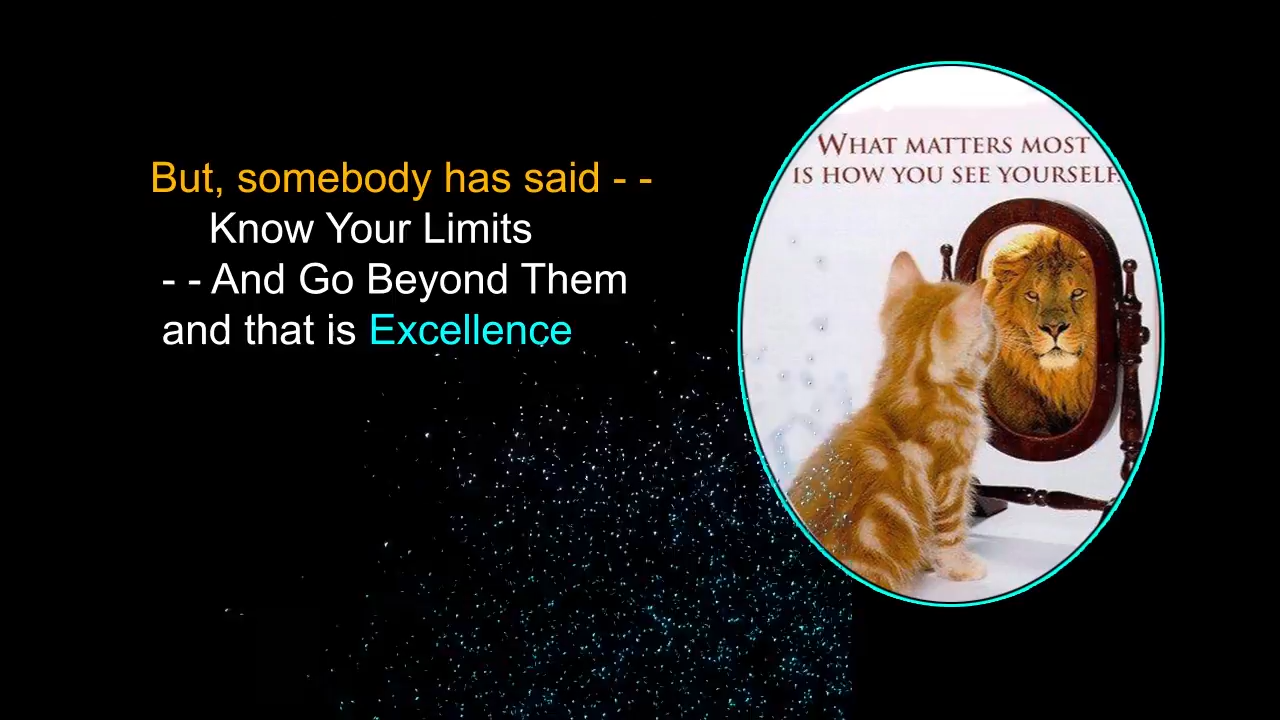 But, somebody has said - -
Know Your Limits
- - And Go Beyond Them
and that is Excellence
WHAT MATTERS MOST
IS HOW YOU SEE YOURSELF.